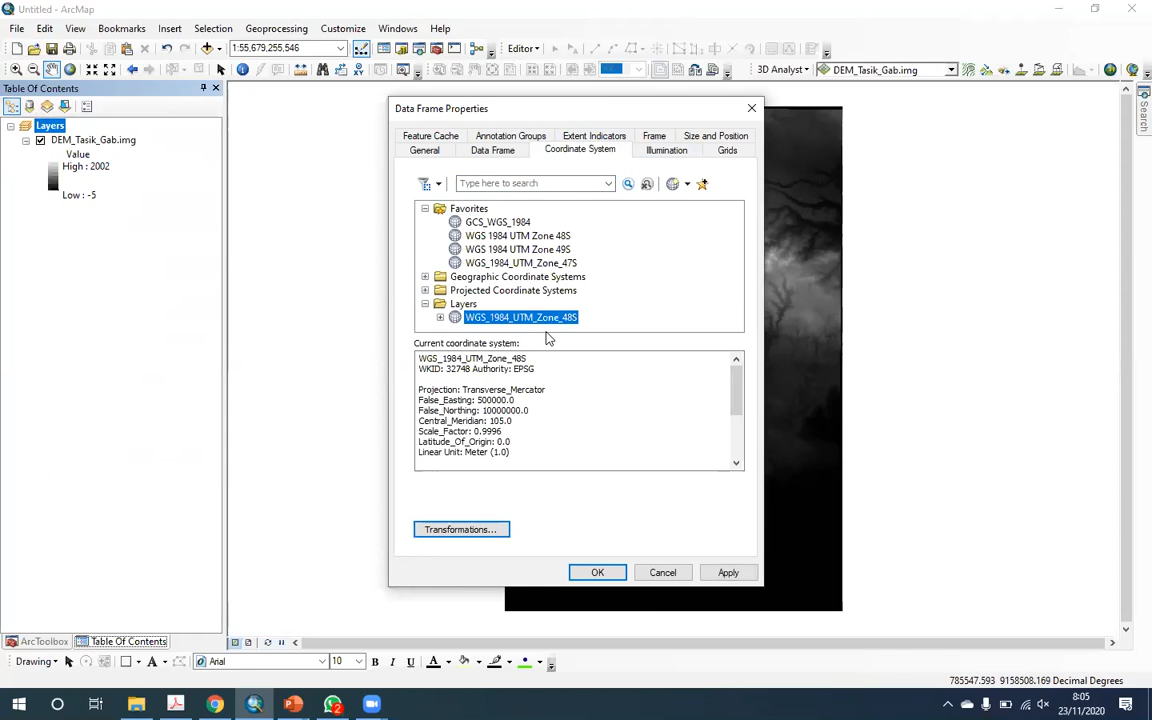 Untitled - ArcMap
File Edit View Bookmarks Insert Selection Geoprocessing Customize Windows Help
1:55,679,255,546
Editor
3D Analyst
DEM_Tasik_Gab.img
Table Of Contents
Layers
DEM_Tasik_Gab.img
Value
High : 2002
Low : -5
Search
Data Frame Properties
Feature Cache Annotation Groups Extent Indicators Frame Size and Position
General Data Frame Coordinate System Illumination Grids
Type here to search
Favorites
GCS_WGS_1984
WGS 1984 UTM Zone 48S
WGS 1984 UTM Zone 49S
WGS_1984_UTM_Zone_47S
Geographic Coordinate Systems
Projected Coordinate Systems
Layers
WGS_1984_UTM_Zone_48S
Current coordinate system:
WGS_1984_UTM_Zone_48S
WKID: 32748 Authority: EPSG
Projection: Transverse_Mercator
False_Easting: 500000.0
False_Northing: 10000000.0
Central_Meridian: 105.0
Scale_Factor: 0.9996
Latitude_Of_Origin: 0.0
Linear Unit: Meter (1.0)
Transformations...
OK Cancel Apply
ArcToolbox Table Of Contents
Drawing Arial 10 B I U A
785547.593 9158508.169 Decimal Degrees
8:05
23/11/2020